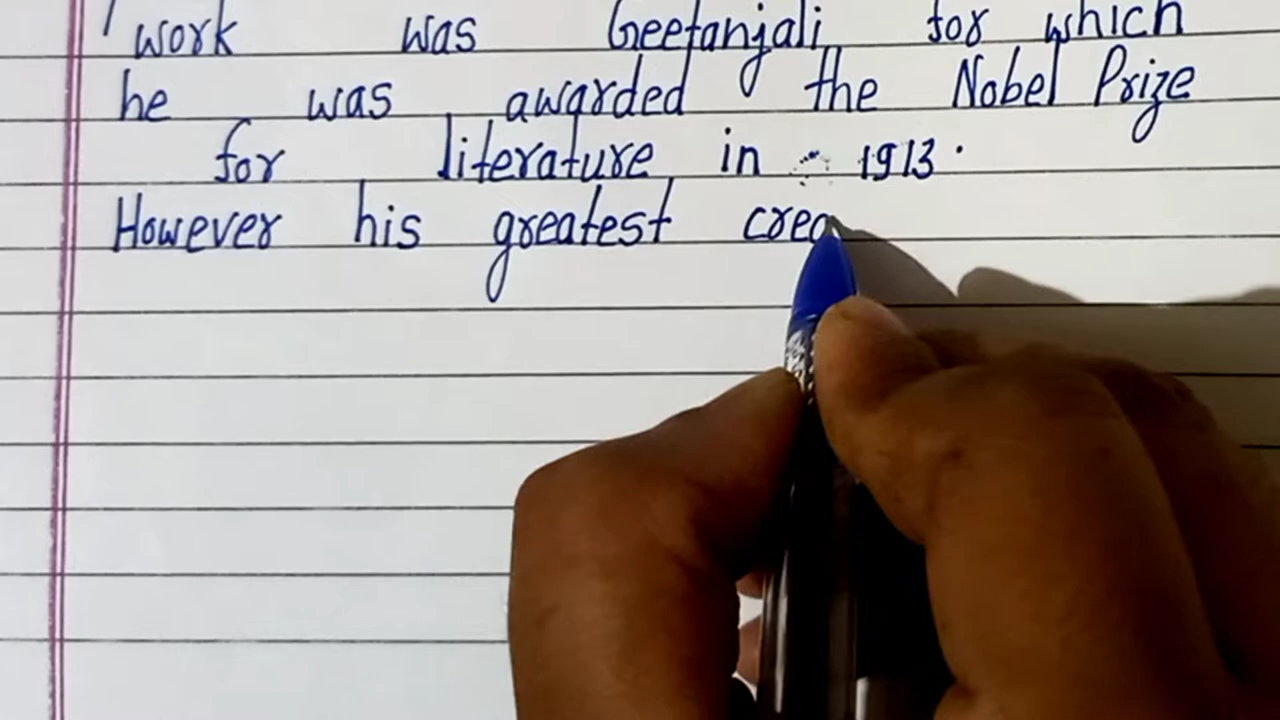 work was Geetanjali for which
he was awarded the Nobel Prize
for literature in 1913.
However his greatest crea